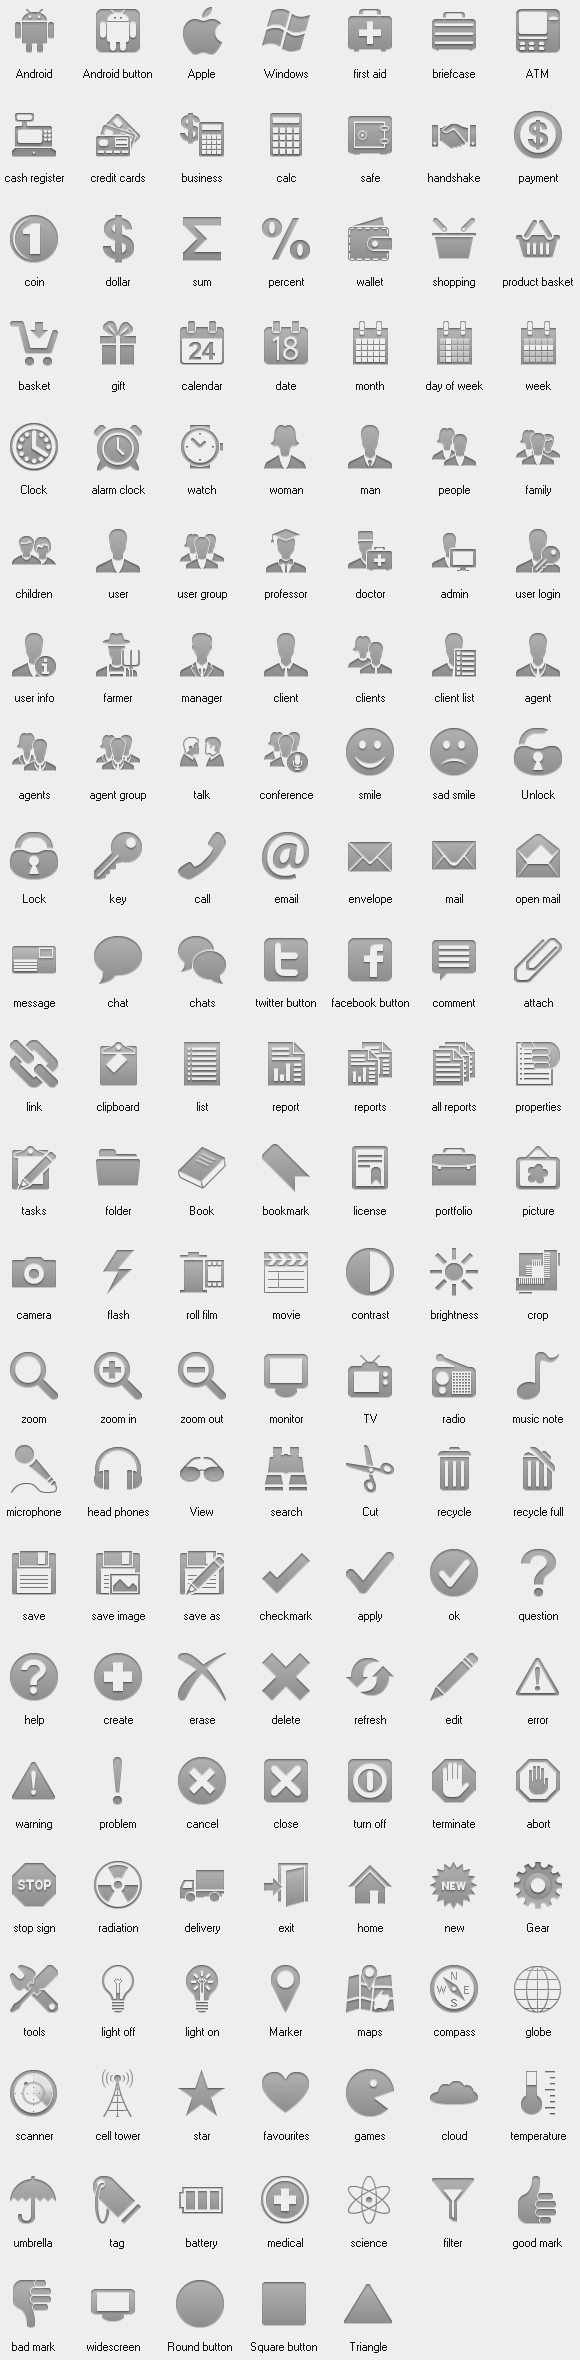 Android Android button Apple Windows first aid briefcase ATM
cash register credit cards business calc safe handshake payment
1
coin dollar sum percent wallet shopping product basket
24 18
basket gift calendar date month day of week week
Clock alarm clock watch woman man people family
children user user group professor doctor admin user login
i
user info farmer manager client clients client list agent
agents agent group talk conference smile sad smile Unlock
@
Lock key call email envelope mail open mail
t f
message chat chats twitter button facebook button comment attach
link clipboard list report reports all reports properties
tasks folder Book bookmark license portfolio picture
camera flash roll film movie contrast brightness crop
zoom zoom in zoom out monitor TV radio music note
microphone head phones View search Cut recycle recycle full
save save image save as checkmark apply ok question
help create erase delete refresh edit error
warning problem cancel close turn off terminate abort
STOP NEW
stop sign radiation delivery exit home new Gear
N W E S
tools light off light on Marker maps compass globe
scanner cell tower star favourites games cloud temperature
umbrella tag battery medical science filter good mark
bad mark widescreen Round button Square button Triangle